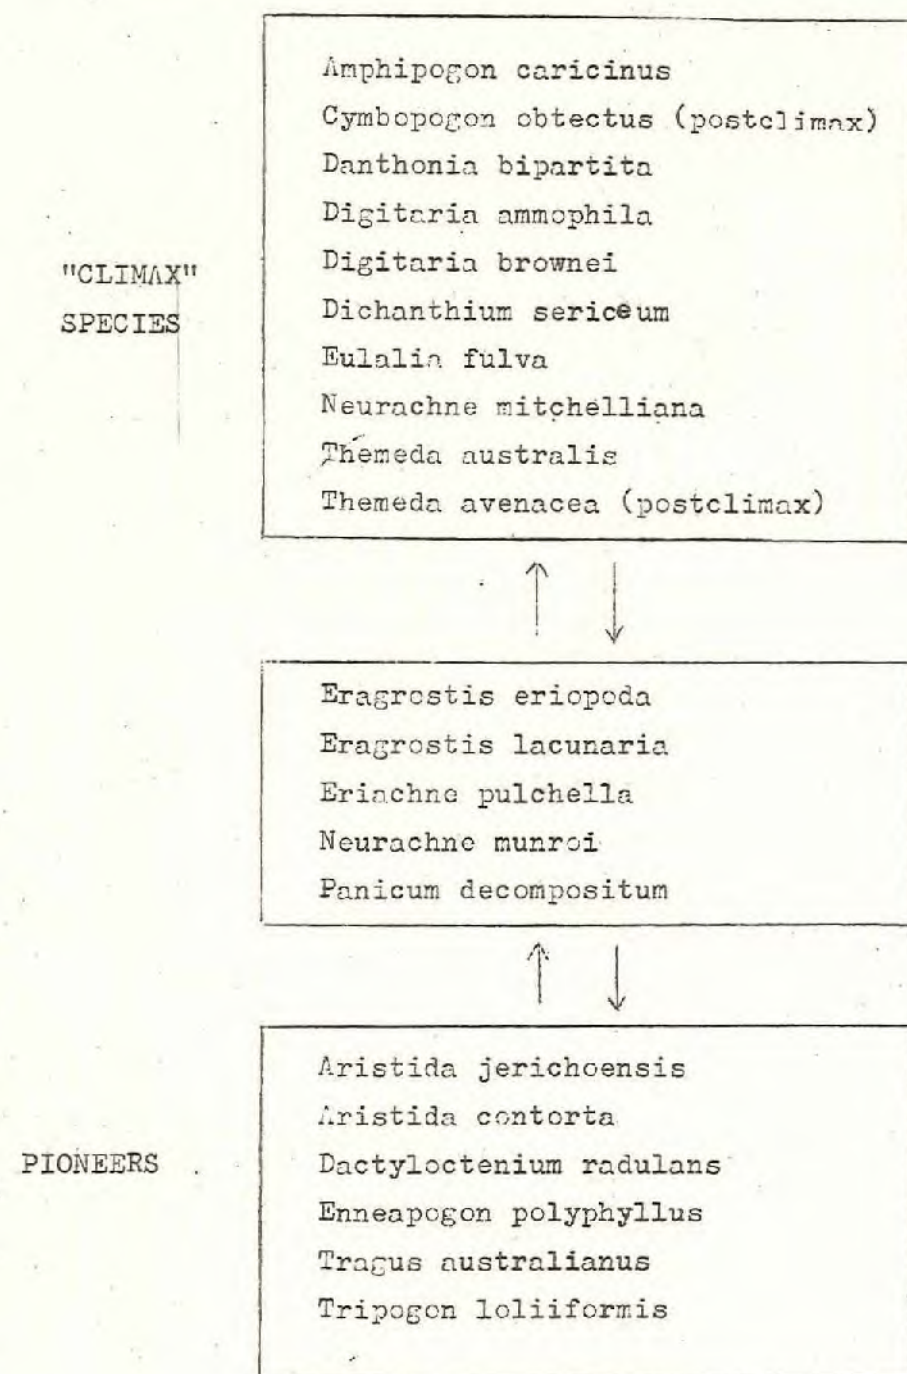 Amphipogon caricinus
Cymbopogon obtectus (postclimax)
Danthonia bipartita
Digitaria ammophila
"CLIMAX"
Digitaria brownei
SPECIES
Dichanthium sericeum
Eulalia fulva
Neurachne mitchelliana
Themeda australis
Themeda avenacea (postclimax)
Eragrostis eriopoda
Eragrostis lacunaria
Eriachne pulchella
Neurachne munroi
Panicum decompositum
Aristida jerichoensis
Aristida contorta
PIONEERS
Dactyloctenium radulans
Enneapogon polyphyllus
Tragus australianus
Tripogon loliiformis